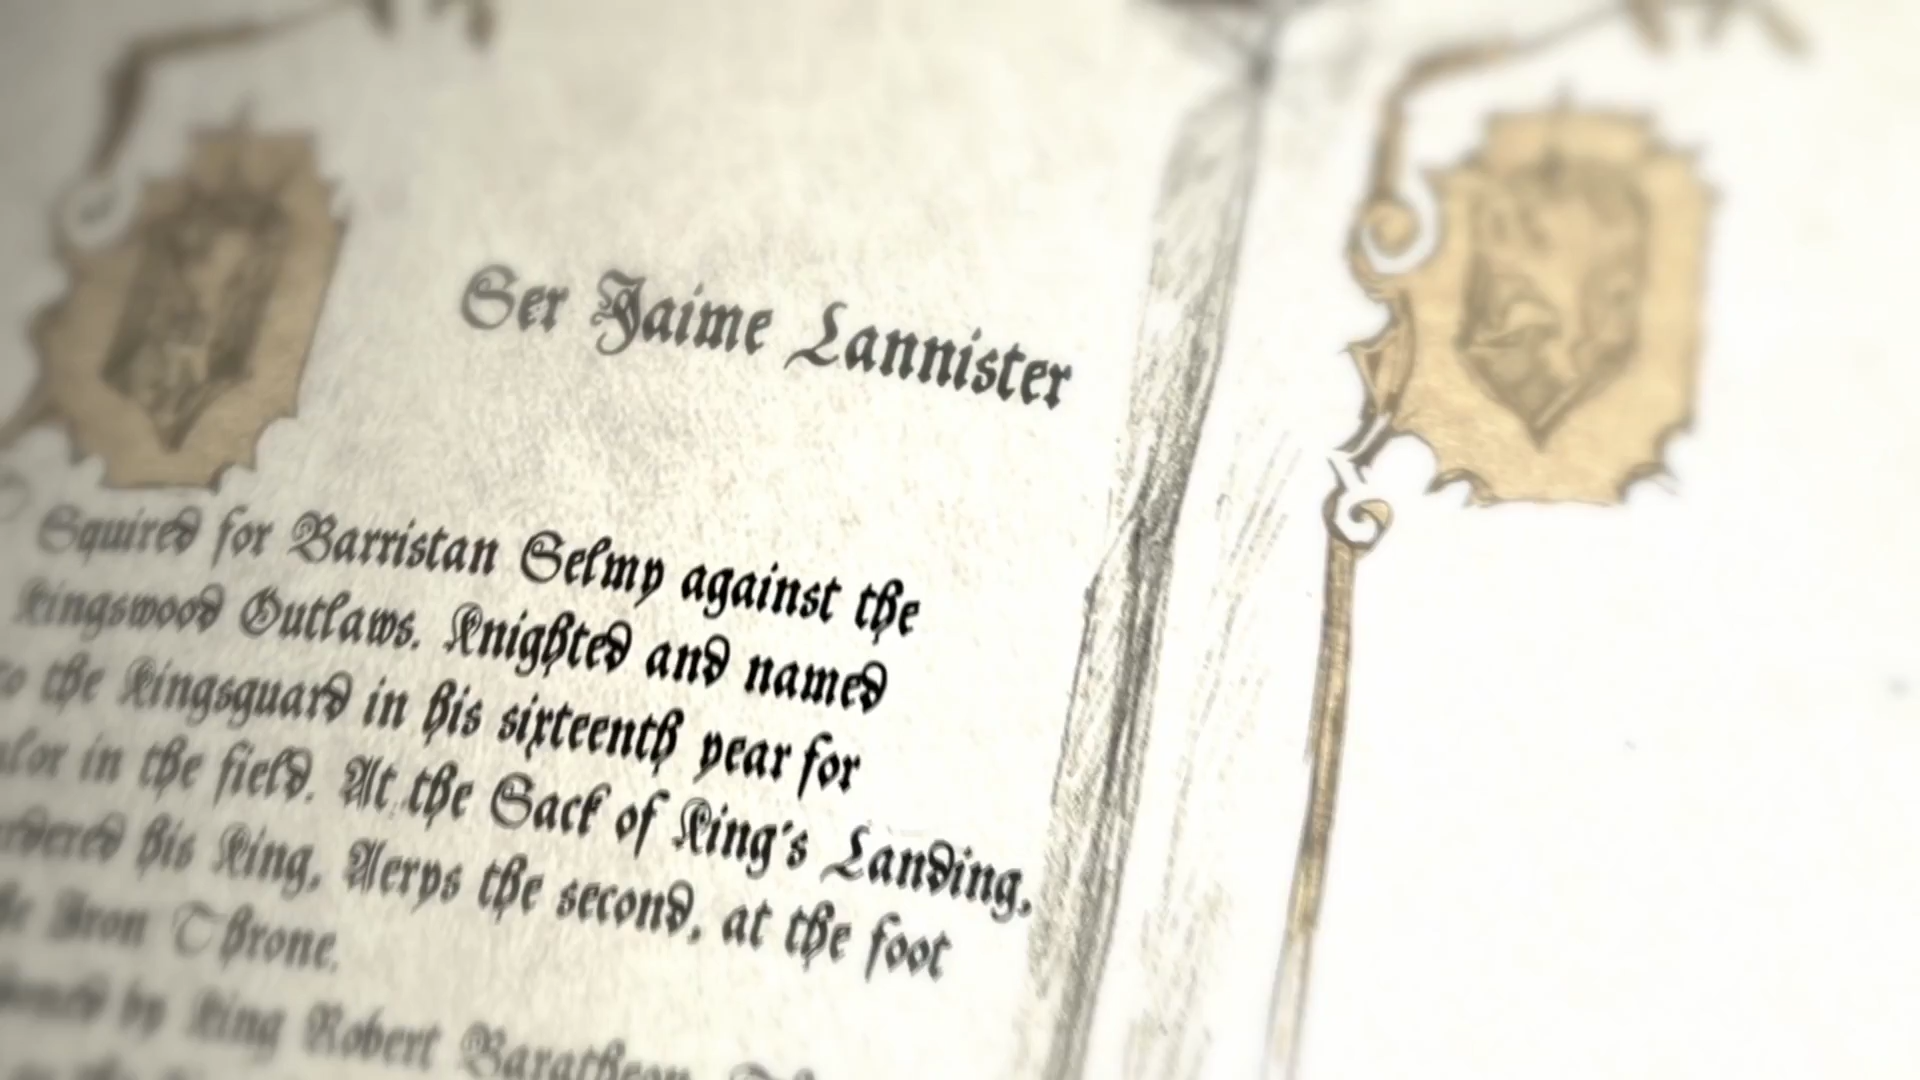 Ser Jaime Lannister
Squired for Barristan Selmy against the
Kingswood Outlaws. Knighted and named
to the Kingsguard in his sixteenth year for
in the field. At the Sack of King's Landing,
his King, Aerys the second, at the foot
Iron Throne.
by King Robert Baratheon.